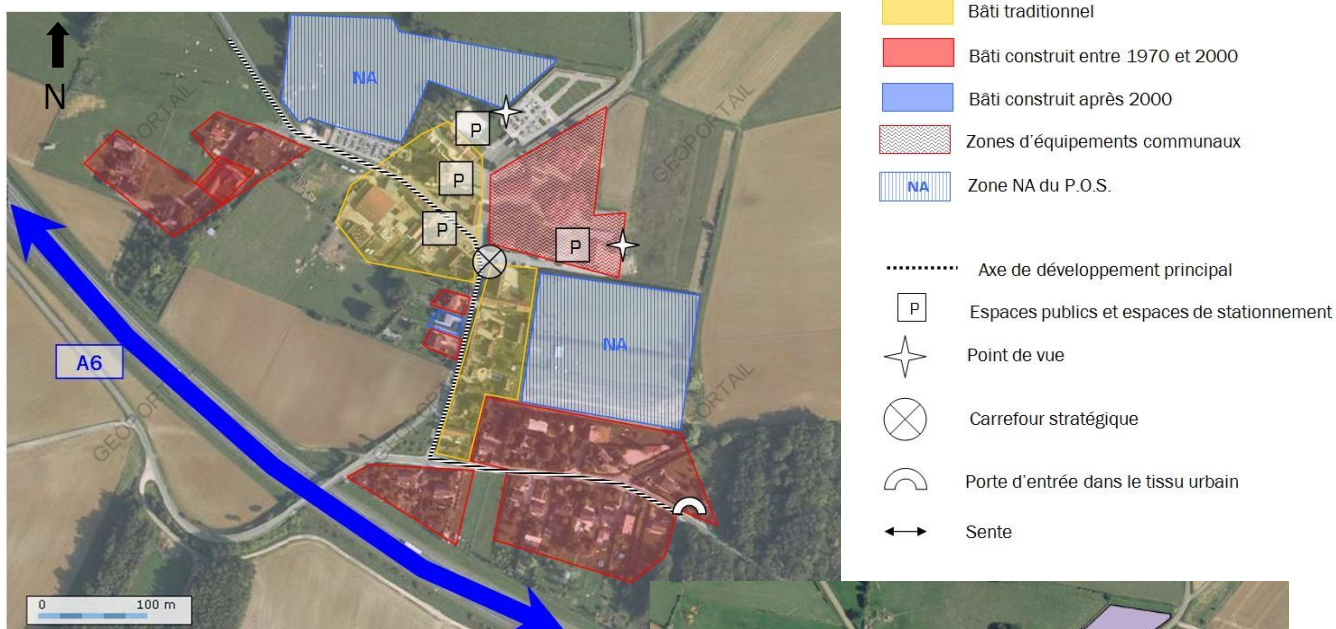 N
NA
P
P
P
P
NA
A6
GEOPORTAIL
GEOPORTAIL
GEOPORTAIL
0 100 m
Bâti traditionnel
Bâti construit entre 1970 et 2000
Bâti construit après 2000
Zones d'équipements communaux
NA Zone NA du P.O.S.
Axe de développement principal
P Espaces publics et espaces de stationnement
Point de vue
Carrefour stratégique
Porte d'entrée dans le tissu urbain
Sente